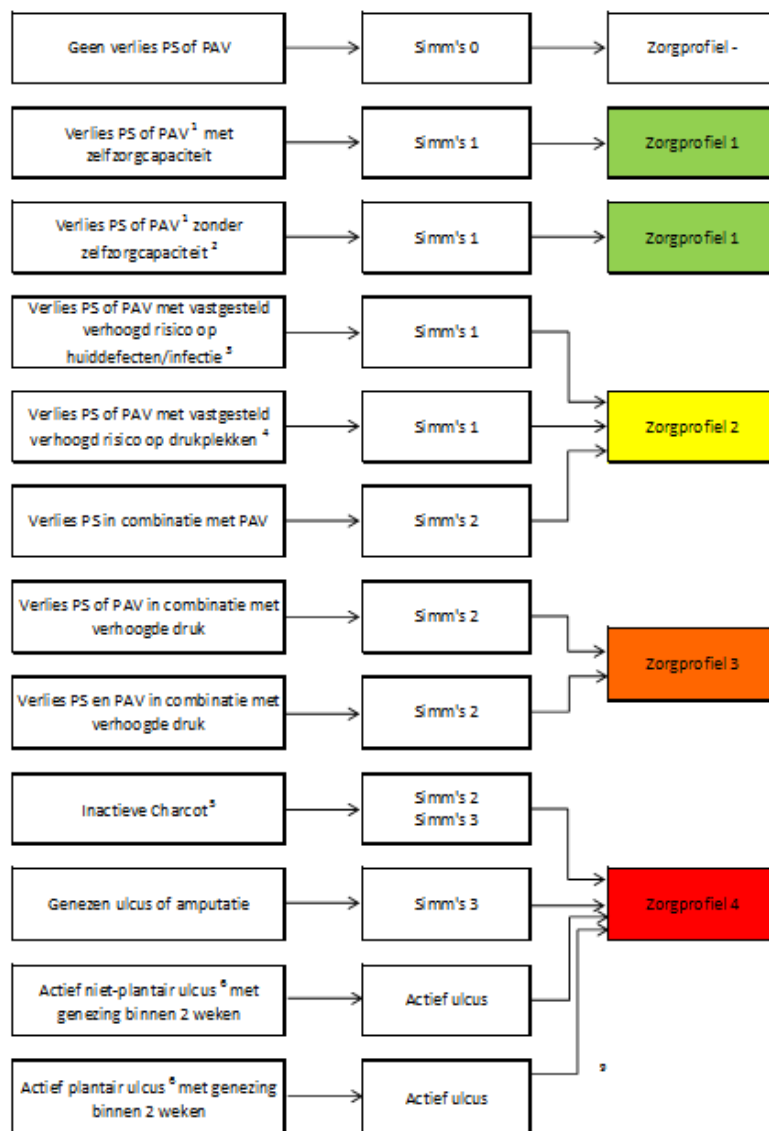 Geen verlies PS of PAV
Simm's 0
Zorgprofiel -
Verlies PS of PAV¹ met
zelfzorgcapaciteit
Simm's 1
Zorgprofiel 1
Verlies PS of PAV¹ zonder
zelfzorgcapaciteit ²
Simm's 1
Zorgprofiel 1
Verlies PS of PAV met vastgesteld
verhoogd risico op
huiddefecten/infectie ³
Simm's 1
Verlies PS of PAV met vastgesteld
verhoogd risico op drukplekken ⁴
Simm's 1
Zorgprofiel 2
Verlies PS in combinatie met PAV
Simm's 2
Verlies PS of PAV in combinatie met
verhoogde druk
Simm's 2
Zorgprofiel 3
Verlies PS en PAV in combinatie met
verhoogde druk
Simm's 2
Inactieve Charcot⁵
Simm's 2
Simm's 3
Genezen ulcus of amputatie
Simm's 3
Zorgprofiel 4
Actief niet-plantair ulcus ⁶ met
genezing binnen 2 weken
Actief ulcus
Actief plantair ulcus ⁶ met genezing
binnen 2 weken
Actief ulcus